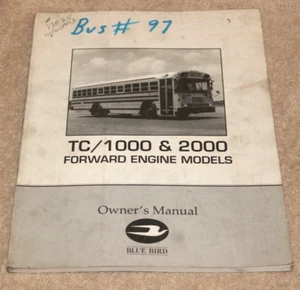 Bus # 97
TC/1000 & 2000
FORWARD ENGINE MODELS
Owner's Manual
BLUE BIRD